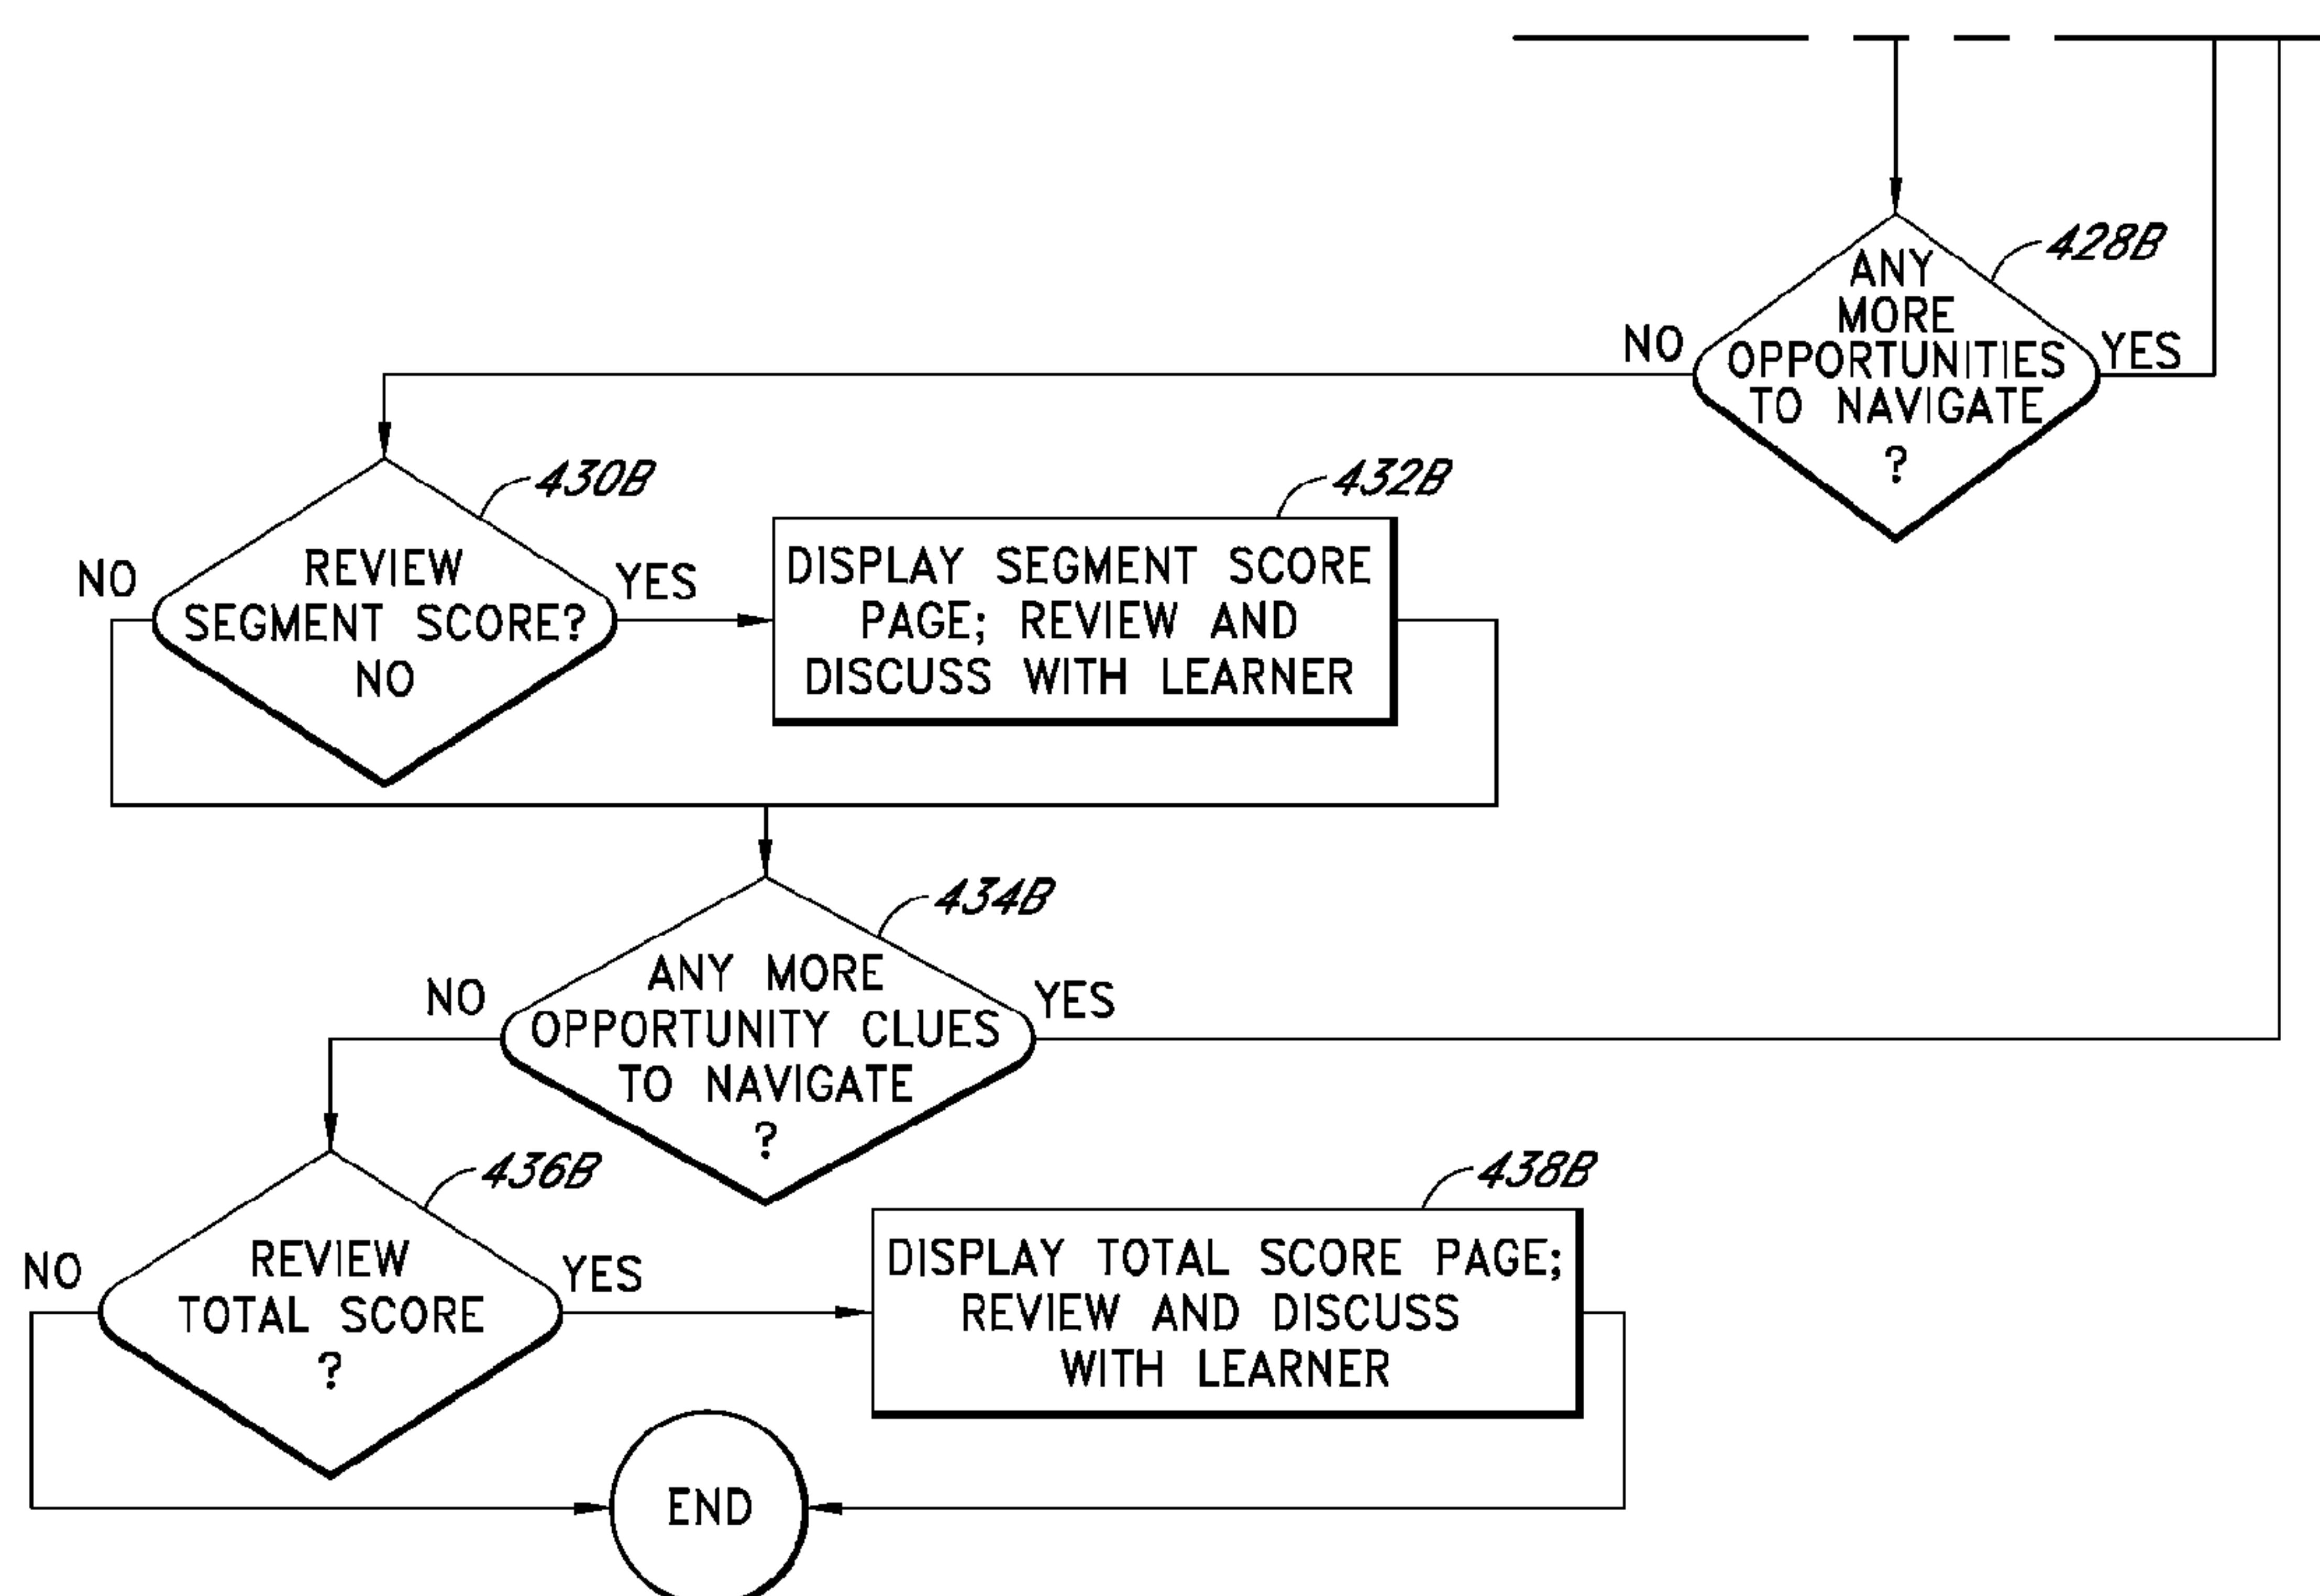 428B
ANY
MORE
OPPORTUNITIES
TO NAVIGATE
?
NO
YES
430B
REVIEW
SEGMENT SCORE?
NO
NO
YES
432B
DISPLAY SEGMENT SCORE
PAGE; REVIEW AND
DISCUSS WITH LEARNER
434B
ANY MORE
OPPORTUNITY CLUES
TO NAVIGATE
?
NO
YES
436B
REVIEW
TOTAL SCORE
?
NO
YES
438B
DISPLAY TOTAL SCORE PAGE;
REVIEW AND DISCUSS
WITH LEARNER
END